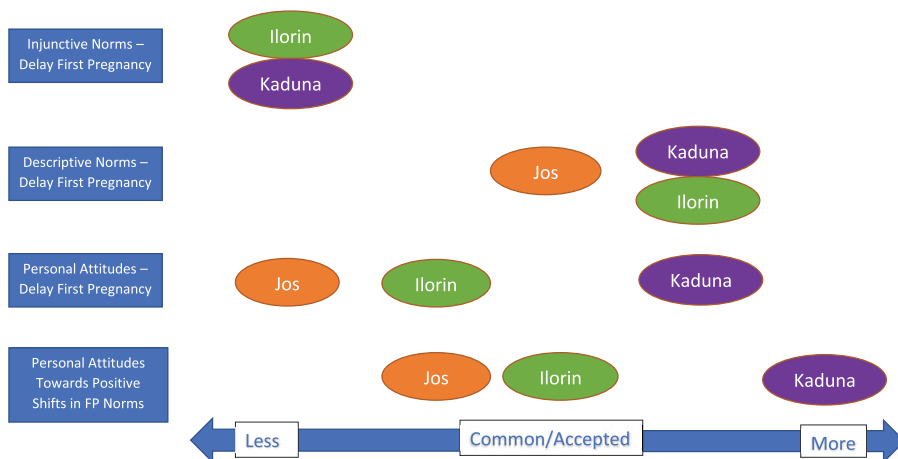 Injunctive Norms –
Delay First Pregnancy
Ilorin
Kaduna
Descriptive Norms –
Delay First Pregnancy
Jos
Kaduna
Ilorin
Personal Attitudes –
Delay First Pregnancy
Jos
Ilorin
Kaduna
Personal Attitudes
Towards Positive
Shifts in FP Norms
Jos
Ilorin
Kaduna
Less
Common/Accepted
More